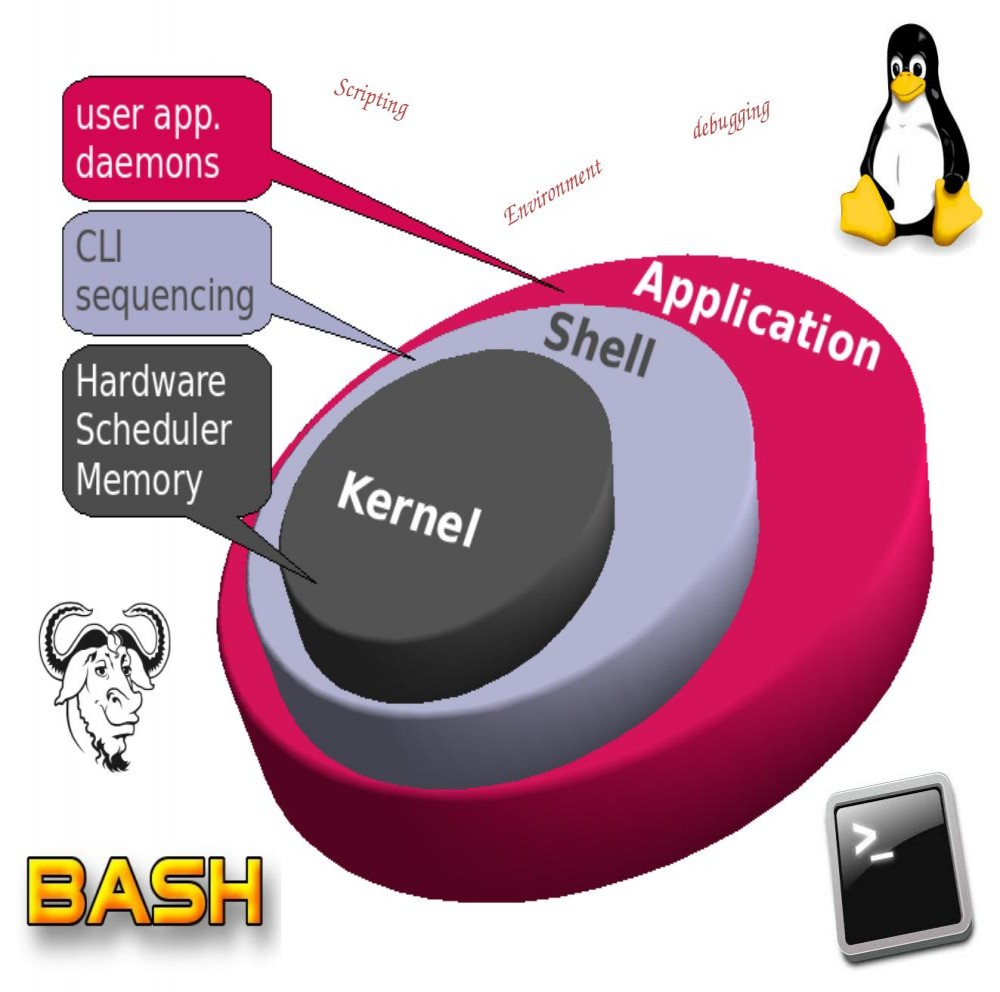 Scripting
debugging
Environment
user app.
daemons
CLI
sequencing
Hardware
Scheduler
Memory
Application
Shell
Kernel
BASH
>_